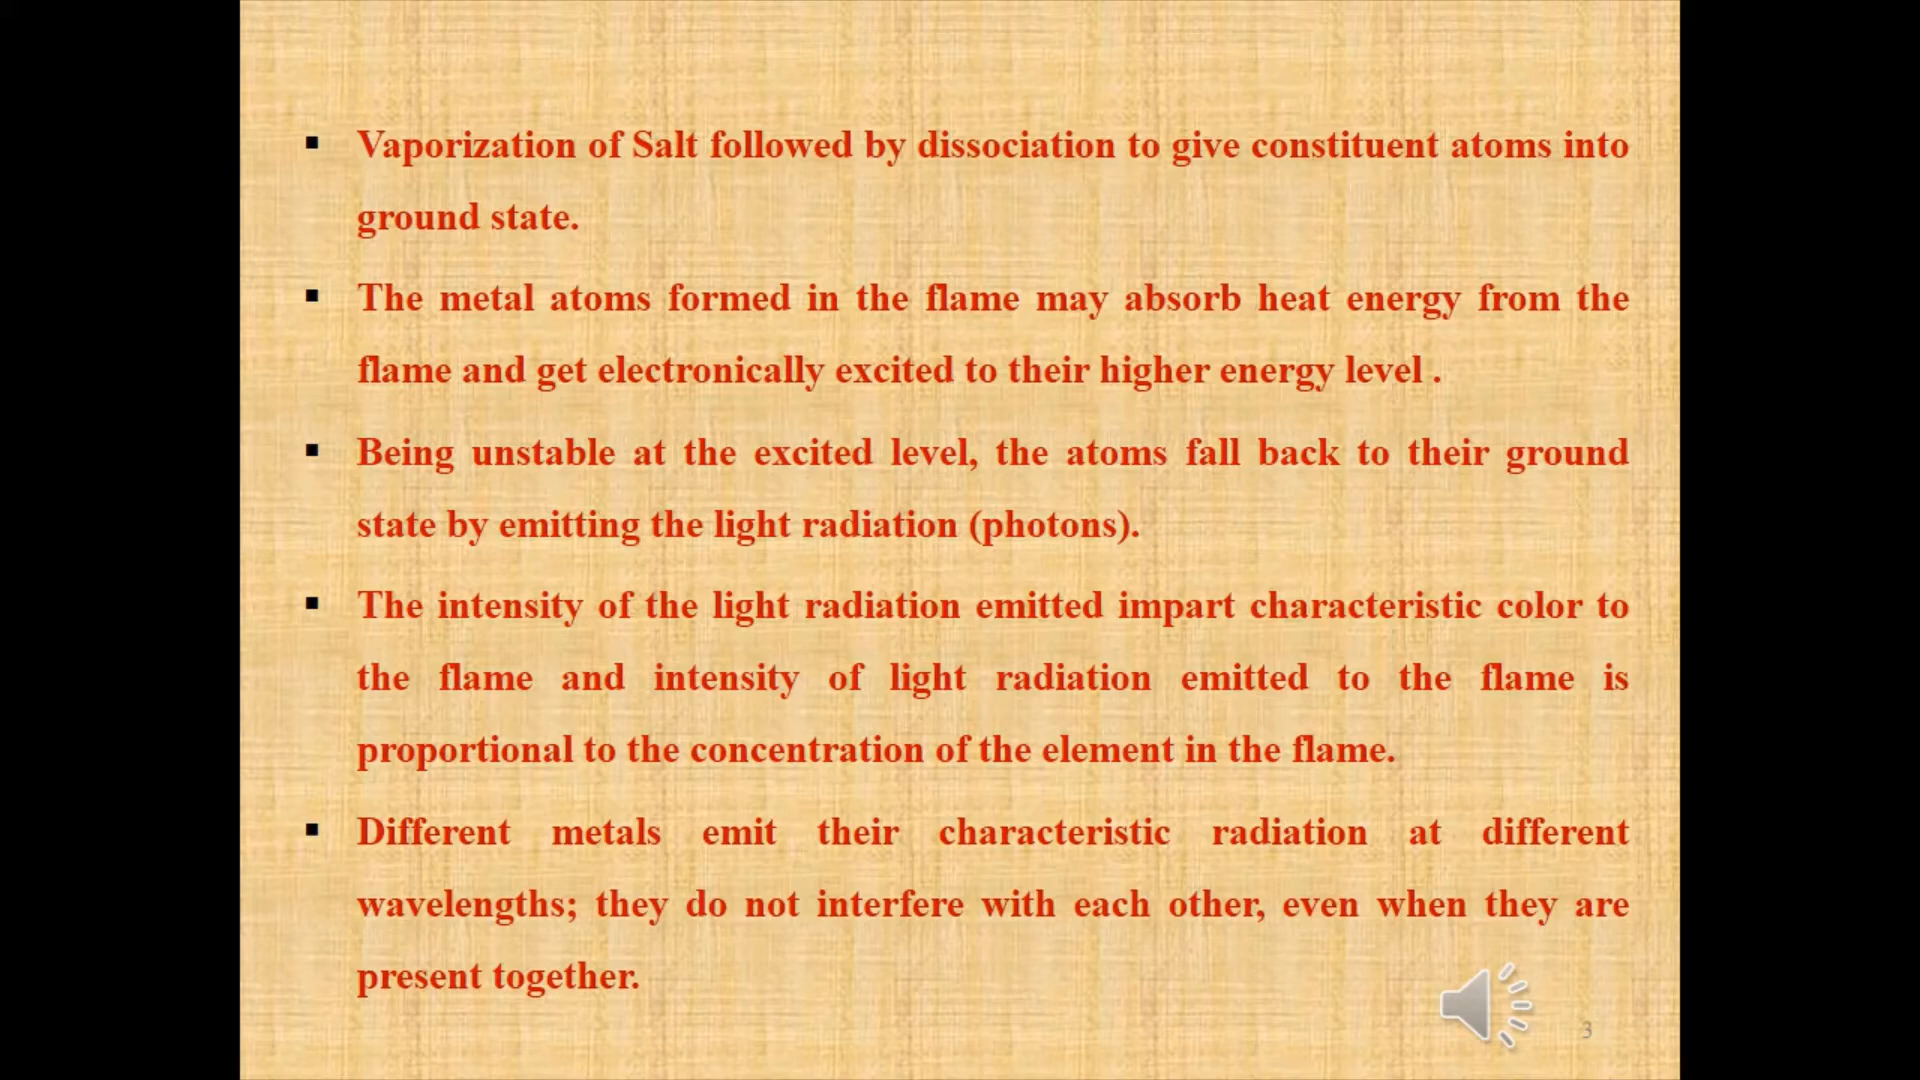 ▪ Vaporization of Salt followed by dissociation to give constituent atoms into
ground state.
▪ The metal atoms formed in the flame may absorb heat energy from the
flame and get electronically excited to their higher energy level .
▪ Being unstable at the excited level, the atoms fall back to their ground
state by emitting the light radiation (photons).
▪ The intensity of the light radiation emitted impart characteristic color to
the flame and intensity of light radiation emitted to the flame is
proportional to the concentration of the element in the flame.
▪ Different metals emit their characteristic radiation at different
wavelengths; they do not interfere with each other, even when they are
present together.
3